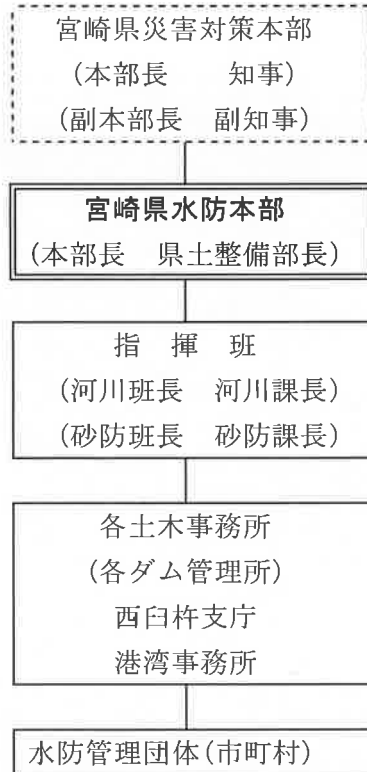 宮崎県災害対策本部
(本部長　知事)
(副本部長　副知事)
宮崎県水防本部
(本部長　県土整備部長)
指　揮　班
(河川班長　河川課長)
(砂防班長　砂防課長)
各土木事務所
(各ダム管理所)
西臼杵支庁
港湾事務所
水防管理団体(市町村)